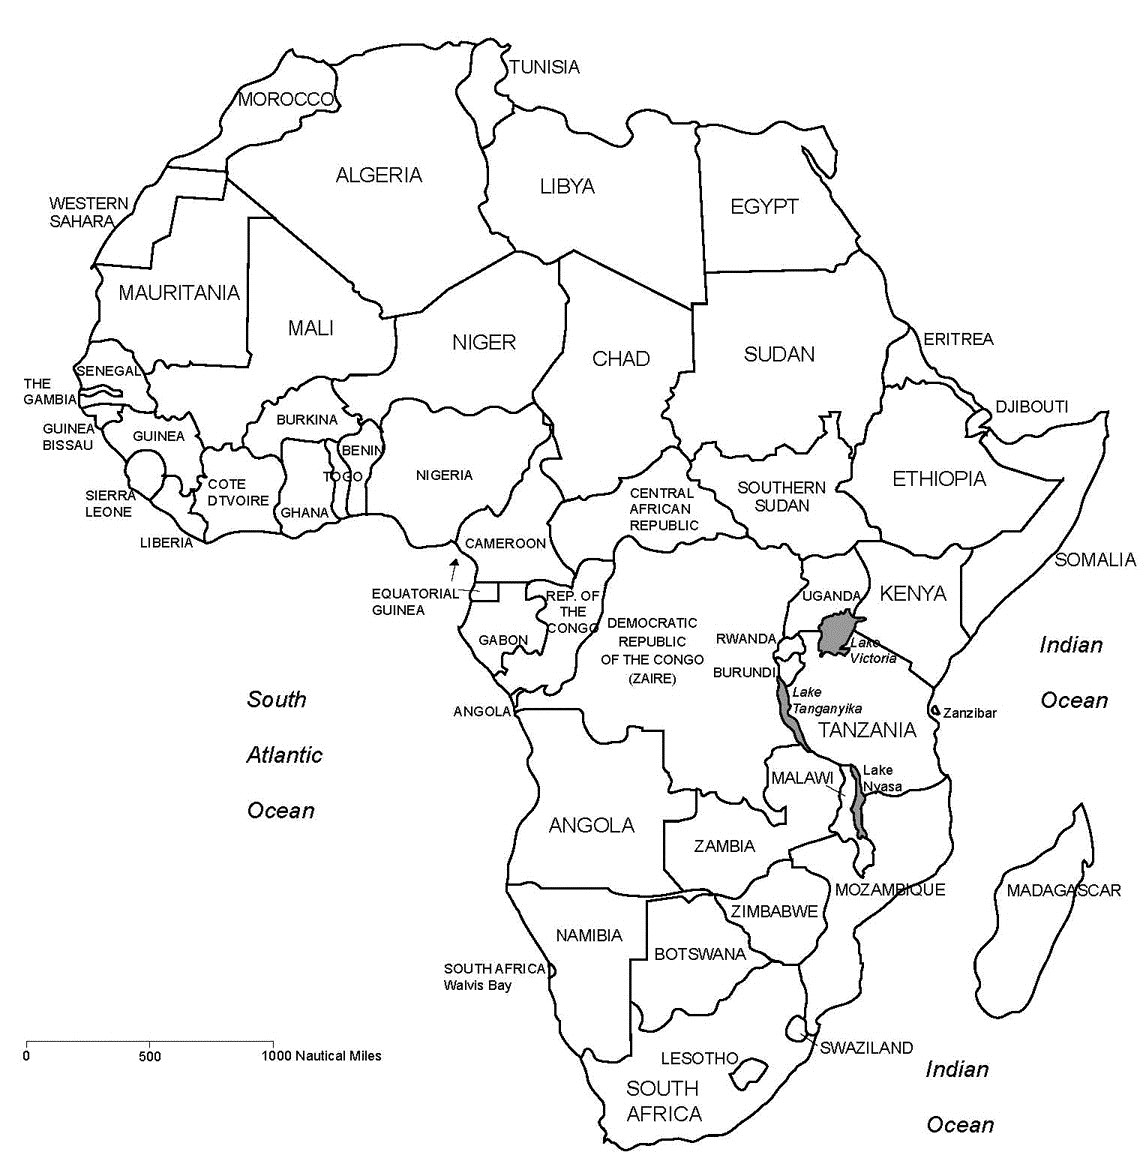 TUNISIA
MOROCCO
ALGERIA
LIBYA
EGYPT
WESTERN
SAHARA
MAURITANIA
MALI
NIGER
CHAD
SUDAN
ERITREA
SENEGAL
THE
GAMBIA
DJIBOUTI
GUINEA
BISSAU
GUINEA
BURKINA
BENIN
TOGO
NIGERIA
ETHIOPIA
COTE
DTVOIRE
GHANA
SIERRA
LEONE
LIBERIA
CENTRAL
AFRICAN
REPUBLIC
SOUTHERN
SUDAN
CAMEROON
SOMALIA
EQUATORIAL
GUINEA
REP. OF
THE
CONGO
UGANDA
KENYA
GABON
DEMOCRATIC
REPUBLIC
OF THE CONGO
(ZAIRE)
RWANDA
BURUNDI
Lake
Victoria
Indian
Ocean
Lake
Tanganyika
TANZANIA
Zanzibar
South
Atlantic
Ocean
ANGOLA
MALAWI
Lake
Nyasa
ANGOLA
ZAMBIA
MOZAMBIQUE
MADAGASCAR
ZIMBABWE
NAMIBIA
BOTSWANA
SOUTH AFRICA
Walvis Bay
SWAZILAND
LESOTHO
SOUTH
AFRICA
0 500 1000 Nautical Miles
Indian
Ocean